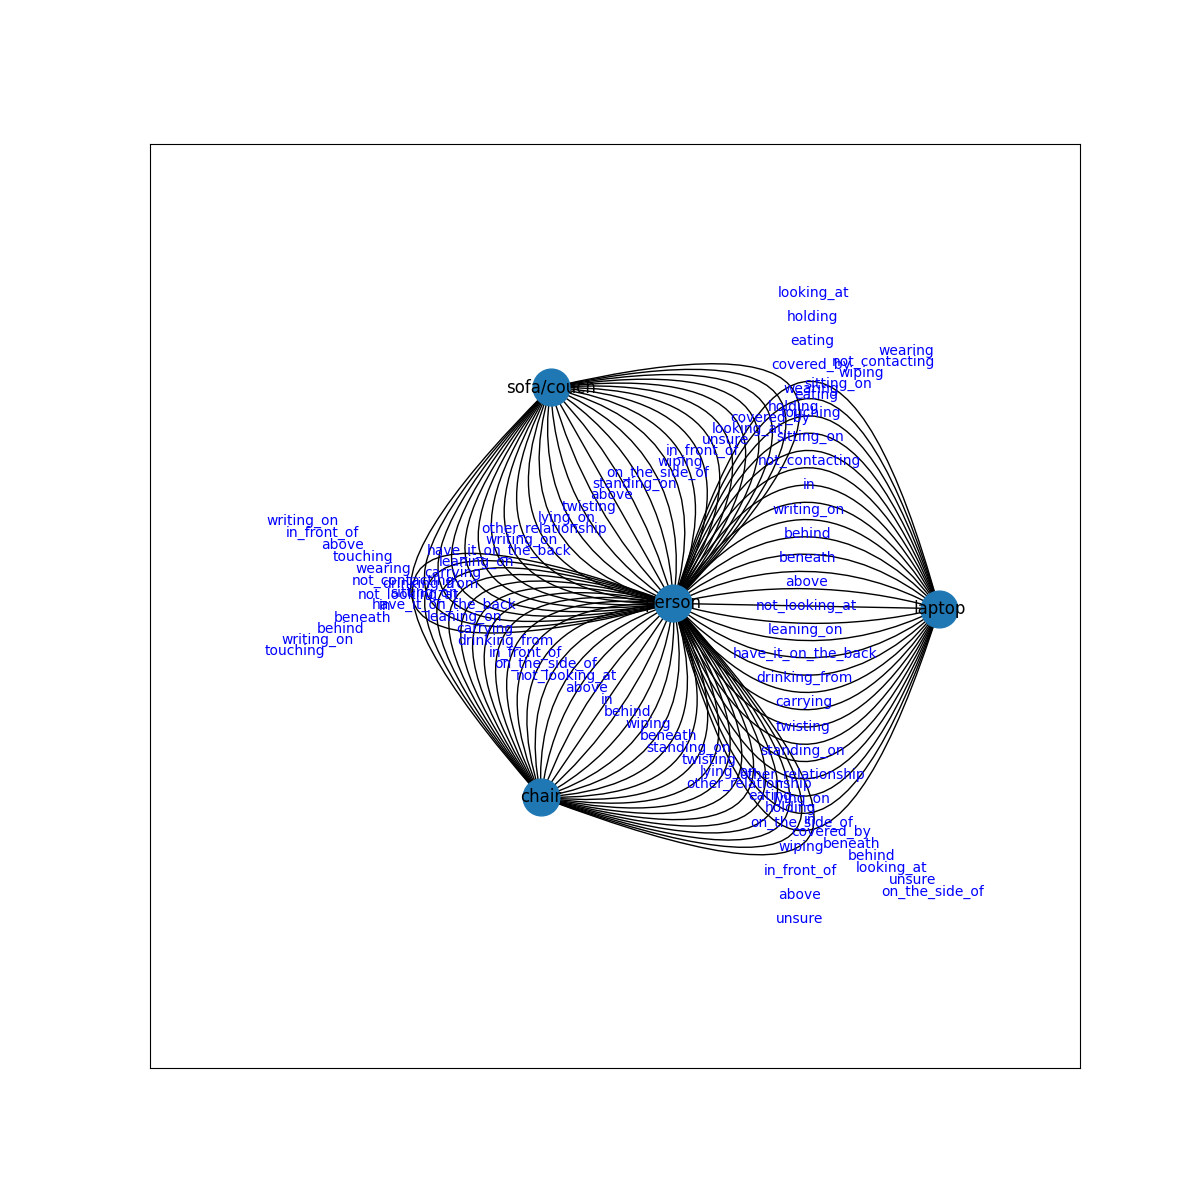 looking_at
holding
eating
wearing
covered_by
not_contacting
wiping
sitting_on
wearing
eating
sofa/couch
holding
touching
covered_by
looking_at
sitting_on
unsure
in_front_of
not_contacting
wiping
on_the_side_of
standing_on
in
above
twisting
writing_on
lying_on
writing_on
other_relationship
in_front_of
behind
writing_on
above
have_it_on_the_back
touching
beneath
leaning_on
wearing
carrying
not_contacting
above
drinking_from
sitting_on
not_looking_at
in
have_it_on_the_back
not_looking_at
person
laptop
beneath
leaning_on
behind
carrying
leaning_on
writing_on
drinking_from
touching
in_front_of
have_it_on_the_back
on_the_side_of
not_looking_at
drinking_from
above
in
carrying
behind
wiping
twisting
beneath
standing_on
standing_on
twisting
lying_on
other_relationship
other_relationship
chair
eating
lying_on
holding
in
on_the_side_of
covered_by
wiping
beneath
behind
in_front_of
looking_at
unsure
above
on_the_side_of
unsure